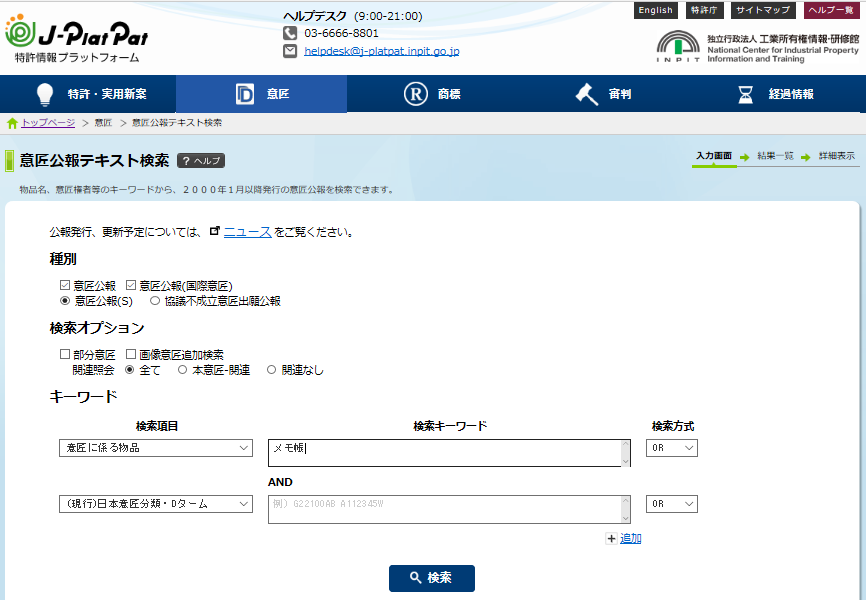 J-PlatPat
特許情報プラットフォーム
ヘルプデスク (9:00-21:00)
03-6666-8801
helpdesk@j-platpat.inpit.go.jp
English 特許庁 サイトマップ ヘルプ一覧
INPIT
独立行政法人 工業所有権情報・研修館
National Center for Industrial Property
Information and Training
特許・実用新案 D 意匠 R 商標 審判 経過情報
トップページ > 意匠 > 意匠公報テキスト検索
意匠公報テキスト検索 ? ヘルプ
入力画面 結果一覧 詳細表示
物品名、意匠権者等のキーワードから、２０００年１月以降発行の意匠公報を検索できます。
公報発行、更新予定については、 ニュース をご覧ください。
種別
意匠公報 意匠公報(国際意匠)
意匠公報(S) 協議不成立意匠出願公報
検索オプション
部分意匠 画像意匠追加検索
関連照会 全て 本意匠-関連 関連なし
キーワード
検索項目 検索キーワード 検索方式
意匠に係る物品 メモ帳 OR
AND
(現行)日本意匠分類・Dターム 例) G22100AB A112345W OR
+ 追加
検索